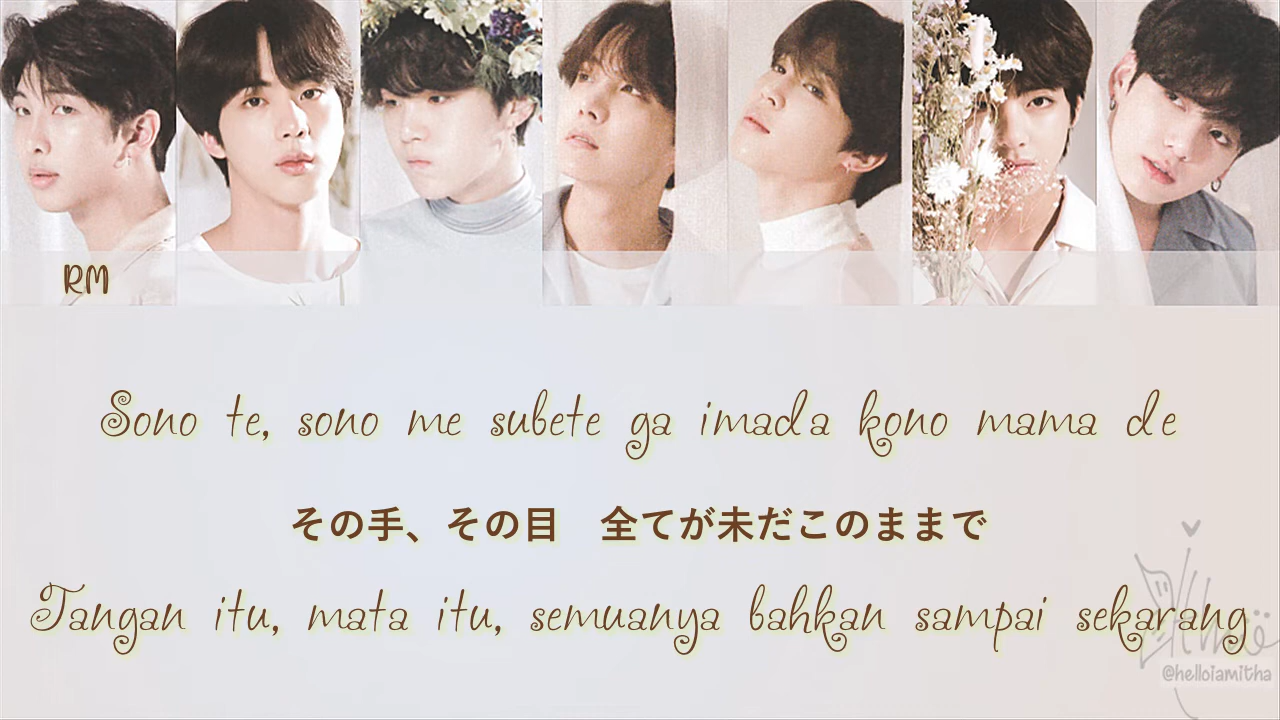 RM
Sono te, sono me subete ga imada kono mama de
その手、その目　全てが未だこのままで
Tangan itu, mata itu, semuanya bahkan sampai sekarang
@helloiamitha